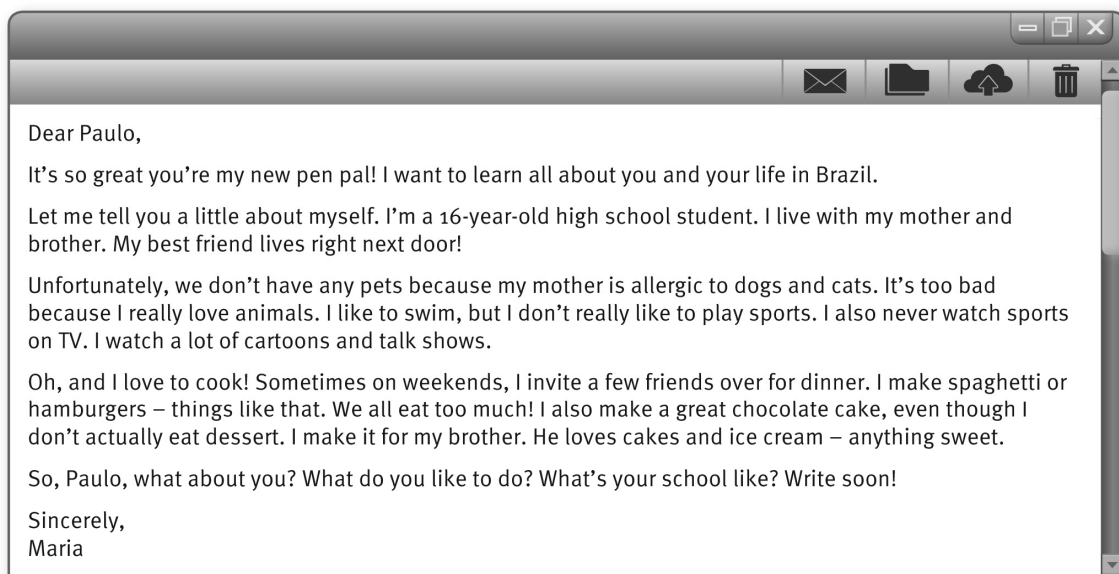 Dear Paulo,
It’s so great you’re my new pen pal! I want to learn all about you and your life in Brazil.
Let me tell you a little about myself. I’m a 16-year-old high school student. I live with my mother and
brother. My best friend lives right next door!
Unfortunately, we don’t have any pets because my mother is allergic to dogs and cats. It’s too bad
because I really love animals. I like to swim, but I don’t really like to play sports. I also never watch sports
on TV. I watch a lot of cartoons and talk shows.
Oh, and I love to cook! Sometimes on weekends, I invite a few friends over for dinner. I make spaghetti or
hamburgers – things like that. We all eat too much! I also make a great chocolate cake, even though I
don’t actually eat dessert. I make it for my brother. He loves cakes and ice cream – anything sweet.
So, Paulo, what about you? What do you like to do? What’s your school like? Write soon!
Sincerely,
Maria